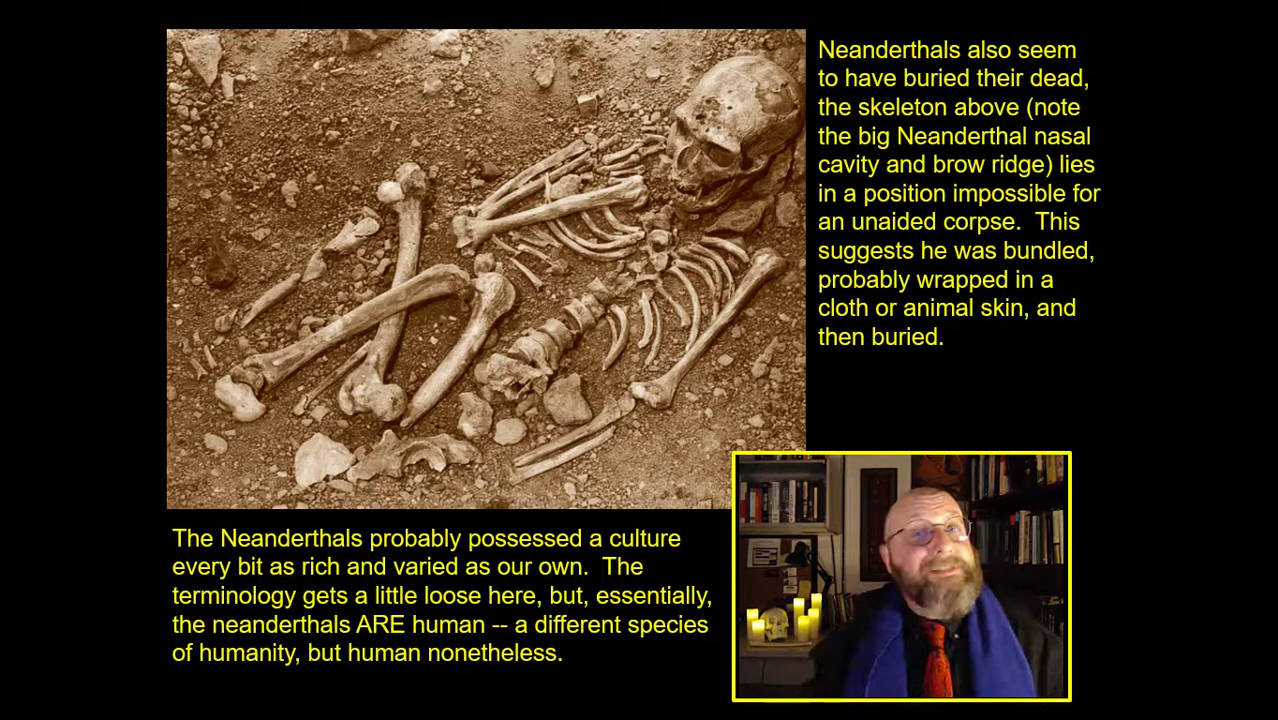 Neanderthals also seem
to have buried their dead,
the skeleton above (note
the big Neanderthal nasal
cavity and brow ridge) lies
in a position impossible for
an unaided corpse.  This
suggests he was bundled,
probably wrapped in a
cloth or animal skin, and
then buried.
The Neanderthals probably possessed a culture
every bit as rich and varied as our own.  The
terminology gets a little loose here, but, essentially,
the neanderthals ARE human -- a different species
of humanity, but human nonetheless.